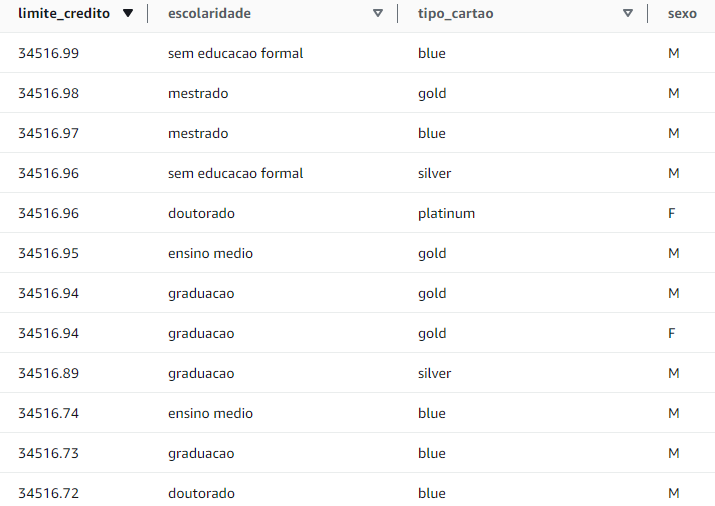 limite_credito escolaridade tipo_cartao sexo
34516.99 sem educacao formal blue M
34516.98 mestrado gold M
34516.97 mestrado blue M
34516.96 sem educacao formal silver M
34516.96 doutorado platinum F
34516.95 ensino medio gold M
34516.94 graduacao gold M
34516.94 graduacao gold F
34516.89 graduacao silver M
34516.74 ensino medio blue M
34516.73 graduacao blue M
34516.72 doutorado blue M